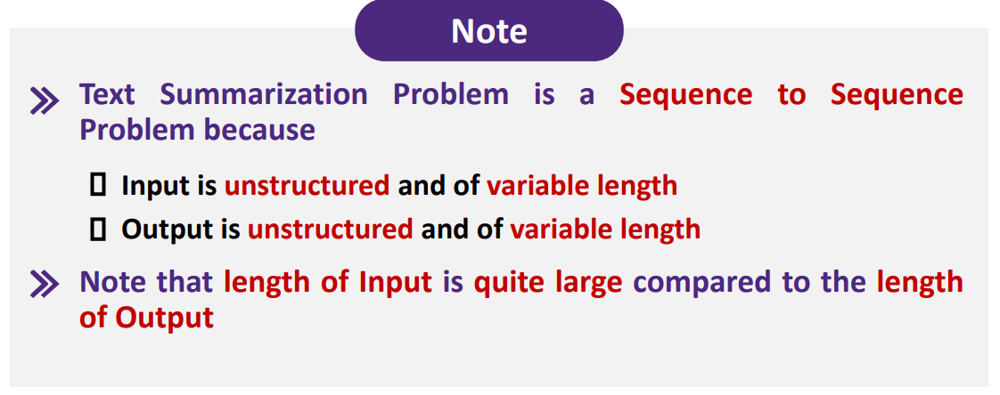 Note
Text Summarization Problem is a Sequence to Sequence
Problem because
Input is unstructured and of variable length
Output is unstructured and of variable length
Note that length of Input is quite large compared to the length
of Output